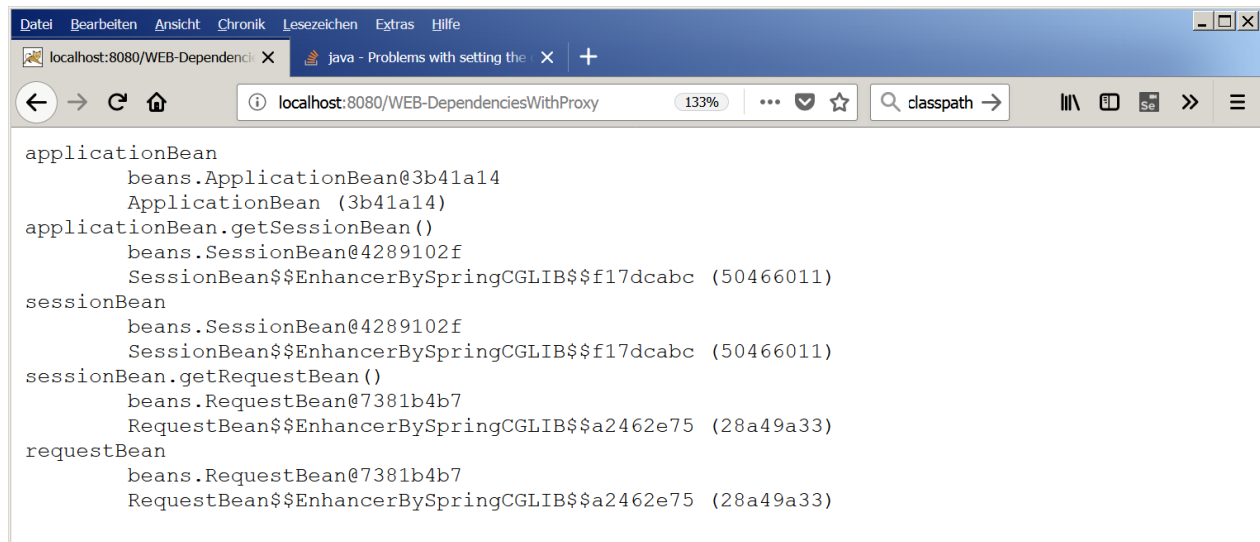 Datei Bearbeiten Ansicht Chronik Lesezeichen Extras Hilfe
localhost:8080/WEB-Dependenci java - Problems with setting the
localhost:8080/WEB-DependenciesWithProxy 133% classpath Se
applicationBean
beans.ApplicationBean@3b41a14
ApplicationBean (3b41a14)
applicationBean.getSessionBean()
beans.SessionBean@4289102f
SessionBean$$EnhancerBySpringCGLIB$$f17dcabc (50466011)
sessionBean
beans.SessionBean@4289102f
SessionBean$$EnhancerBySpringCGLIB$$f17dcabc (50466011)
sessionBean.getRequestBean()
beans.RequestBean@7381b4b7
RequestBean$$EnhancerBySpringCGLIB$$a2462e75 (28a49a33)
requestBean
beans.RequestBean@7381b4b7
RequestBean$$EnhancerBySpringCGLIB$$a2462e75 (28a49a33)